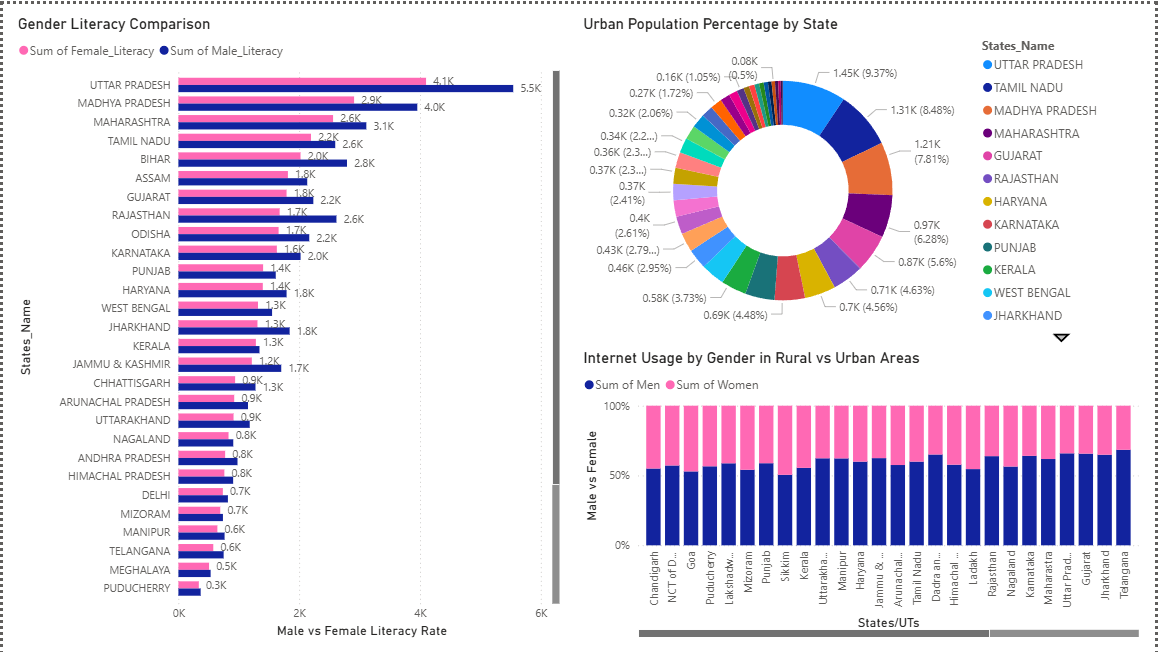 Gender Literacy Comparison
Sum of Female_Literacy Sum of Male_Literacy
States_Name
UTTAR PRADESH 4.1K 5.5K
MADHYA PRADESH 2.9K 4.0K
MAHARASHTRA 2.6K 3.1K
TAMIL NADU 2.2K 2.6K
BIHAR 2.0K 2.8K
ASSAM 1.8K
GUJARAT 1.8K 2.2K
RAJASTHAN 1.7K 2.6K
ODISHA 1.7K 2.2K
KARNATAKA 1.6K 2.0K
PUNJAB 1.4K
HARYANA 1.4K 1.8K
WEST BENGAL 1.3K
JHARKHAND 1.3K 1.8K
KERALA 1.3K
JAMMU & KASHMIR 1.2K 1.7K
CHHATTISGARH 0.9K 1.3K
ARUNACHAL PRADESH 0.9K
UTTARAKHAND 0.9K
NAGALAND 0.8K
ANDHRA PRADESH 0.8K
HIMACHAL PRADESH 0.8K
DELHI 0.7K
MIZORAM 0.7K
MANIPUR 0.6K
TELANGANA 0.6K
MEGHALAYA 0.5K
PUDUCHERRY 0.3K
0K 2K 4K 6K
Male vs Female Literacy Rate
Urban Population Percentage by State
1.45K (9.37%)
1.31K (8.48%)
1.21K
(7.81%)
0.97K
(6.28%)
0.87K (5.6%)
0.71K (4.63%)
0.7K (4.56%)
0.69K (4.48%)
0.58K (3.73%)
0.46K (2.95%)
0.43K (2.79...)
0.4K
(2.61%)
0.37K
(2.41%)
0.37K (2.3...)
0.36K (2.3...)
0.34K (2.2...)
0.32K (2.06%)
0.27K (1.72%)
0.16K (1.05%)
0.08K
(0.5%)
States_Name
UTTAR PRADESH
TAMIL NADU
MADHYA PRADESH
MAHARASHTRA
GUJARAT
RAJASTHAN
HARYANA
KARNATAKA
PUNJAB
KERALA
WEST BENGAL
JHARKHAND
Internet Usage by Gender in Rural vs Urban Areas
Sum of Men Sum of Women
Male vs Female
100%
50%
0%
Chandigarh
NCT of D...
Goa
Puducherry
Lakshadw...
Mizoram
Punjab
Sikkim
Kerala
Uttarakha...
Manipur
Haryana
Jammu & ...
Arunachal...
Tamil Nadu
Dadra an...
Himachal ...
Ladakh
Rajasthan
Nagaland
Karnataka
Maharastra
Uttar Prad...
Gujarat
Jharkhand
Telangana
States/UTs